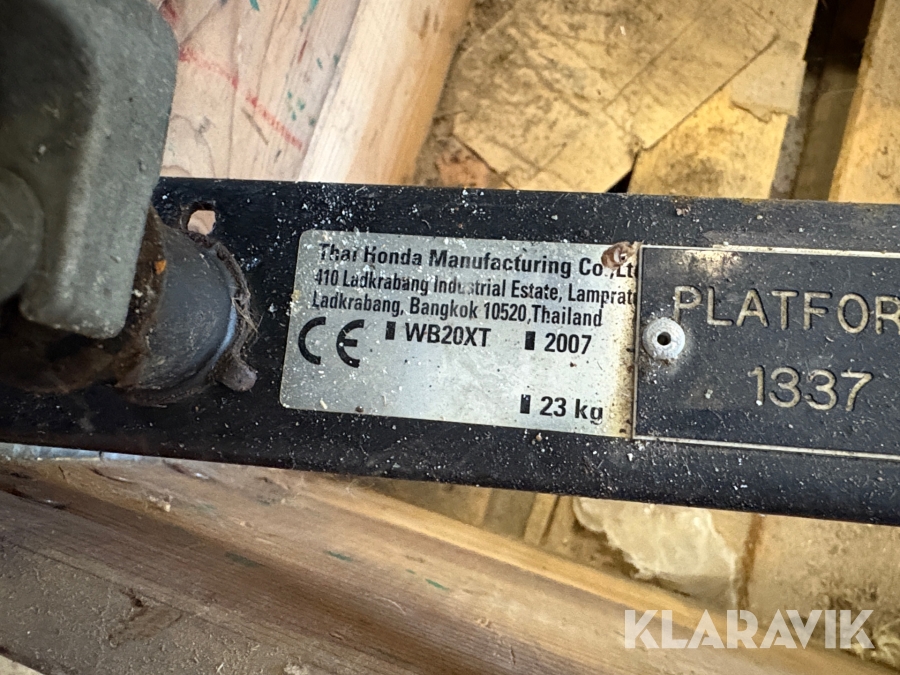 Thai Honda Manufacturing Co.,Lt
410 Ladkrabang Industrial Estate, Lamprat
Ladkrabang, Bangkok 10520,Thailand
CE WB20XT 2007
23 kg
PLATFOR
1337
KLARAVIK